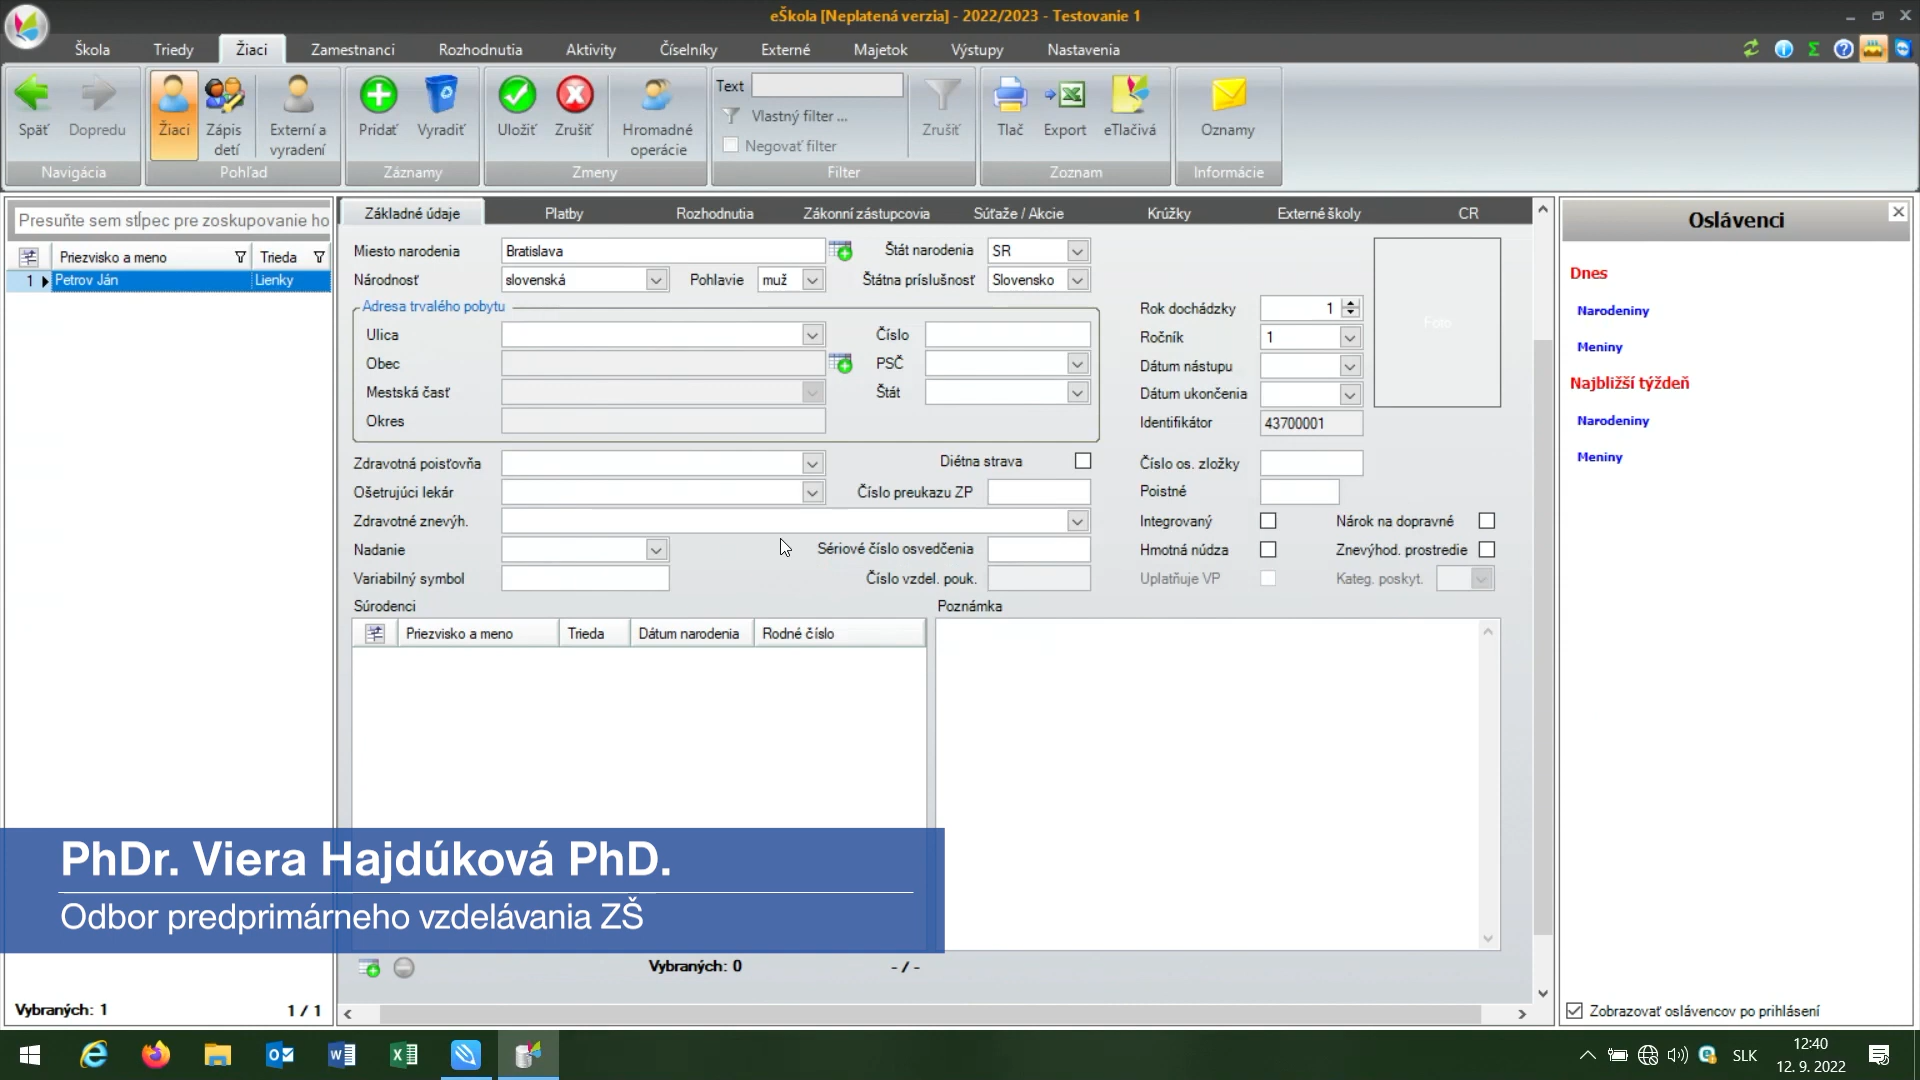 eŠkola [Neplatená verzia] - 2022/2023 - Testovanie 1
Škola Triedy Žiaci Zamestnanci Rozhodnutia Aktivity Číselníky Externé Majetok Výstupy Nastavenia
Späť Dopredu Žiaci Zápis detí Externí a vyradení Pridať Vyradiť Uložiť Zrušiť Hromadné operácie
Text
Vlastný filter ...
Negovať filter
Zrušiť Tlač Export eTlačivá Oznamy
Navigácia Pohľad Záznamy Zmeny Filter Zoznam Informácie
Presuňte sem stĺpec pre zoskupovanie ho
Priezvisko a meno Trieda
1 Petrov Ján Lienky
Základné údaje Platby Rozhodnutia Zákonní zástupcovia Súťaže / Akcie Krúžky Externé školy CR
Miesto narodenia Bratislava Štát narodenia SR
Národnosť slovenská Pohlavie muž Štátna príslušnosť Slovensko
Adresa trvalého pobytu
Ulica Číslo
Obec PSČ
Mestská časť Štát
Okres
Rok dochádzky 1
Ročník 1
Dátum nástupu
Dátum ukončenia
Identifikátor 43700001
Foto
Zdravotná poisťovňa Diétna strava Číslo os. zložky
Ošetrujúci lekár Číslo preukazu ZP Poistné
Zdravotné znevýh. Integrovaný Nárok na dopravné
Nadanie Sériové číslo osvedčenia Hmotná núdza Znevýhod. prostredie
Variabilný symbol Číslo vzdel. pouk. Uplatňuje VP Kateg. poskyt.
Súrodenci Poznámka
Priezvisko a meno Trieda Dátum narodenia Rodné číslo
Vybraných: 0 - / -
Vybraných: 1 1 / 1
Oslávenci
Dnes
Narodeniny
Meniny
Najbližší týždeň
Narodeniny
Meniny
Zobrazovať oslávencov po prihlásení
PhDr. Viera Hajdúková PhD.
Odbor predprimárneho vzdelávania ZŠ
SLK
12:40
12. 9. 2022